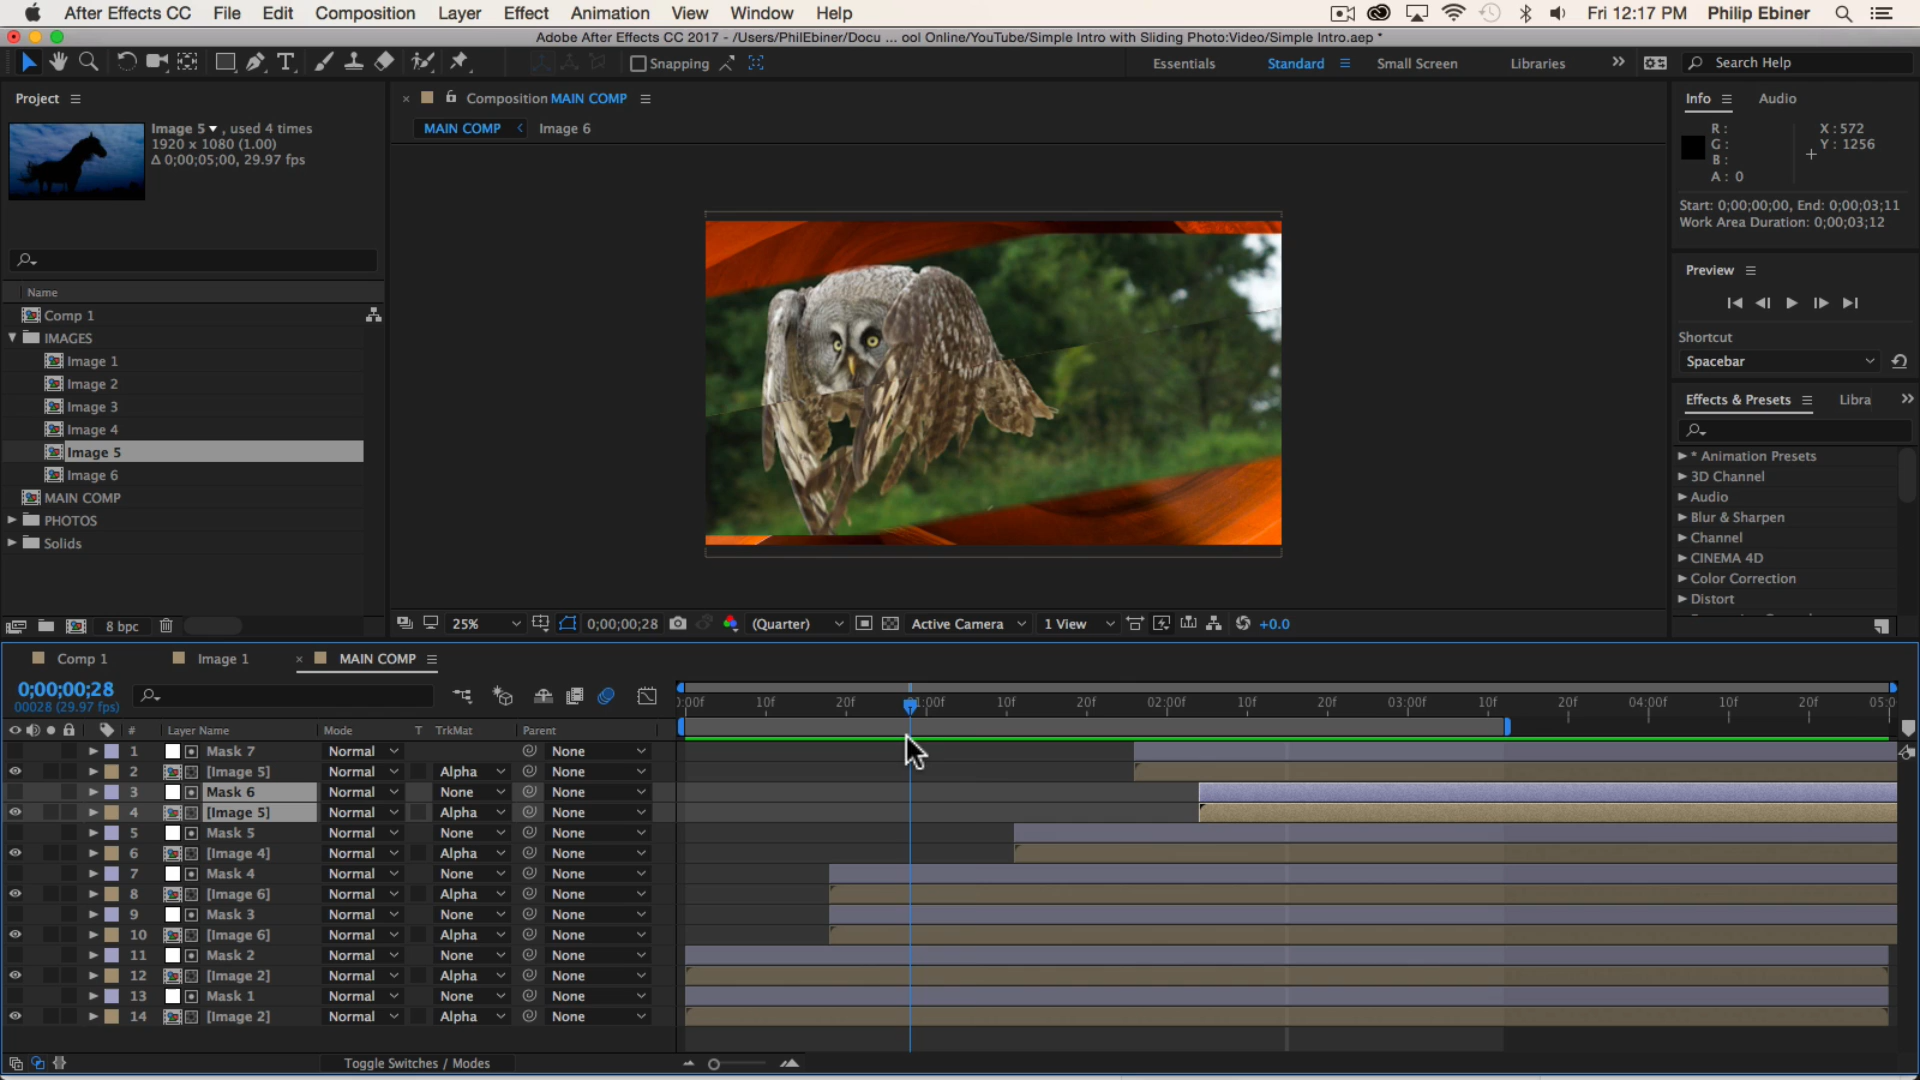 After Effects CC File Edit Composition Layer Effect Animation View Window Help Fri 12:17 PM Philip Ebiner
Adobe After Effects CC 2017 - /Users/PhilEbiner/Docu ... ool Online/YouTube/Simple Intro with Sliding Photo:Video/Simple Intro.aep *
T Snapping Essentials Standard Small Screen Libraries Search Help
Project
Image 5 , used 4 times
1920 x 1080 (1.00)
Δ 0;00;05;00, 29.97 fps
Composition MAIN COMP
MAIN COMP Image 6
Info Audio
R: X : 572
G: Y : 1256
B:
A: 0
Start: 0;00;00;00, End: 0;00;03;11
Work Area Duration: 0;00;03;12
Preview
Shortcut
Spacebar
Effects & Presets Libra
* Animation Presets
3D Channel
Audio
Blur & Sharpen
Channel
CINEMA 4D
Color Correction
Distort
Name
Comp 1
IMAGES
Image 1
Image 2
Image 3
Image 4
Image 5
Image 6
MAIN COMP
PHOTOS
Solids
8 bpc
25% 0;00;00;28 (Quarter) Active Camera 1 View +0.0
Comp 1 Image 1 MAIN COMP
0;00;00;28
00028 (29.97 fps)
:00f 10f 20f 01:00f 10f 20f 02:00f 10f 20f 03:00f 10f 20f 04:00f 10f 20f 05:0
# Layer Name Mode T TrkMat Parent
1 Mask 7 Normal None
2 [Image 5] Normal Alpha None
3 Mask 6 Normal None None
4 [Image 5] Normal Alpha None
5 Mask 5 Normal None None
6 [Image 4] Normal Alpha None
7 Mask 4 Normal None None
8 [Image 6] Normal Alpha None
9 Mask 3 Normal None None
10 [Image 6] Normal Alpha None
11 Mask 2 Normal None None
12 [Image 2] Normal Alpha None
13 Mask 1 Normal None None
14 [Image 2] Normal Alpha None
Toggle Switches / Modes